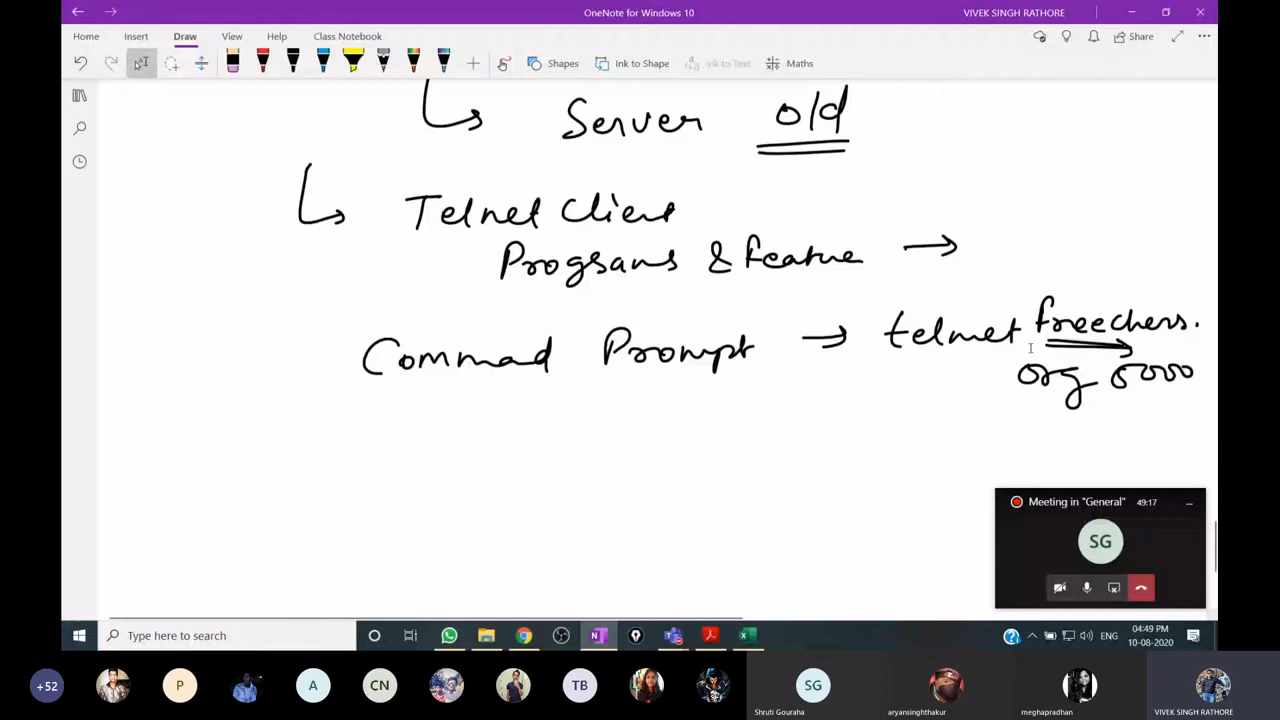 OneNote for Windows 10
VIVEK SINGH RATHORE
Home Insert Draw View Help Class Notebook
Share
Shapes Ink to Shape Ink to Text Maths
Server old
Telnet Client
Programs & Featue
Commad Prompt → telnet freechess.
org 5000
Meeting in "General" 49:17
SG
Type here to search
ENG
04:49 PM
10-08-2020
+52 P A CN TB SG
Shruti Gouraha aryansinghthakur meghapradhan VIVEK SINGH RATHORE